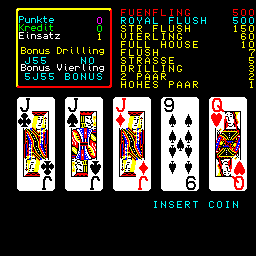 Punkte 0
Kredit 0
Einsatz 1
Bonus Drilling
J55 NO
Bonus Vierling
5J55 BONUS
FUENFLING 500
ROYAL FLUSH 500
STR FLUSH 150
VIERLING 60
FULL HOUSE 10
FLUSH 7
STRASSE 5
DRILLING 3
2 PAAR 2
HOHES PAAR 1
J J J 9 Q
J J J 6 Q
INSERT COIN